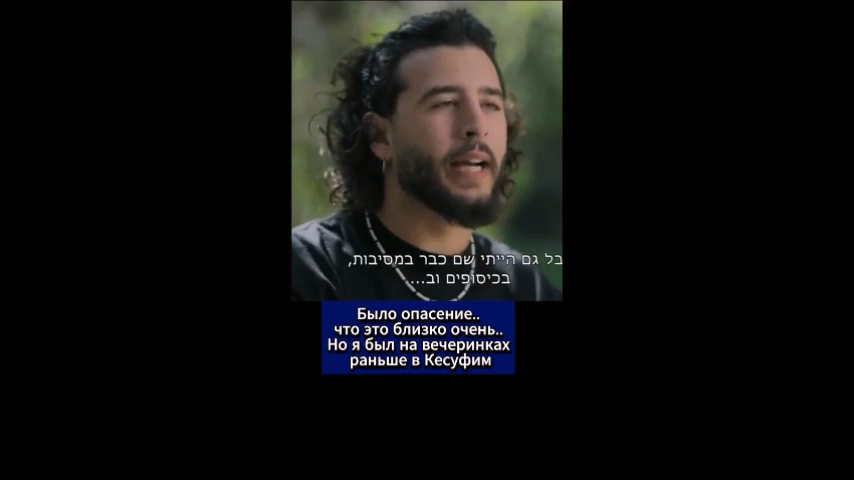 בל גם הייתי שם כבר במסיבות,
בכיסופים וב...
Было опасение..
что это близко очень..
Но я был на вечеринках
раньше в Кесуфим